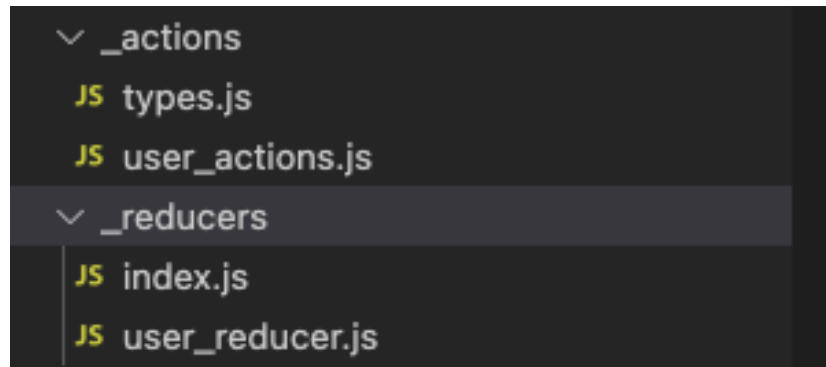 _actions
JS types.js
JS user_actions.js
_reducers
JS index.js
JS user_reducer.js